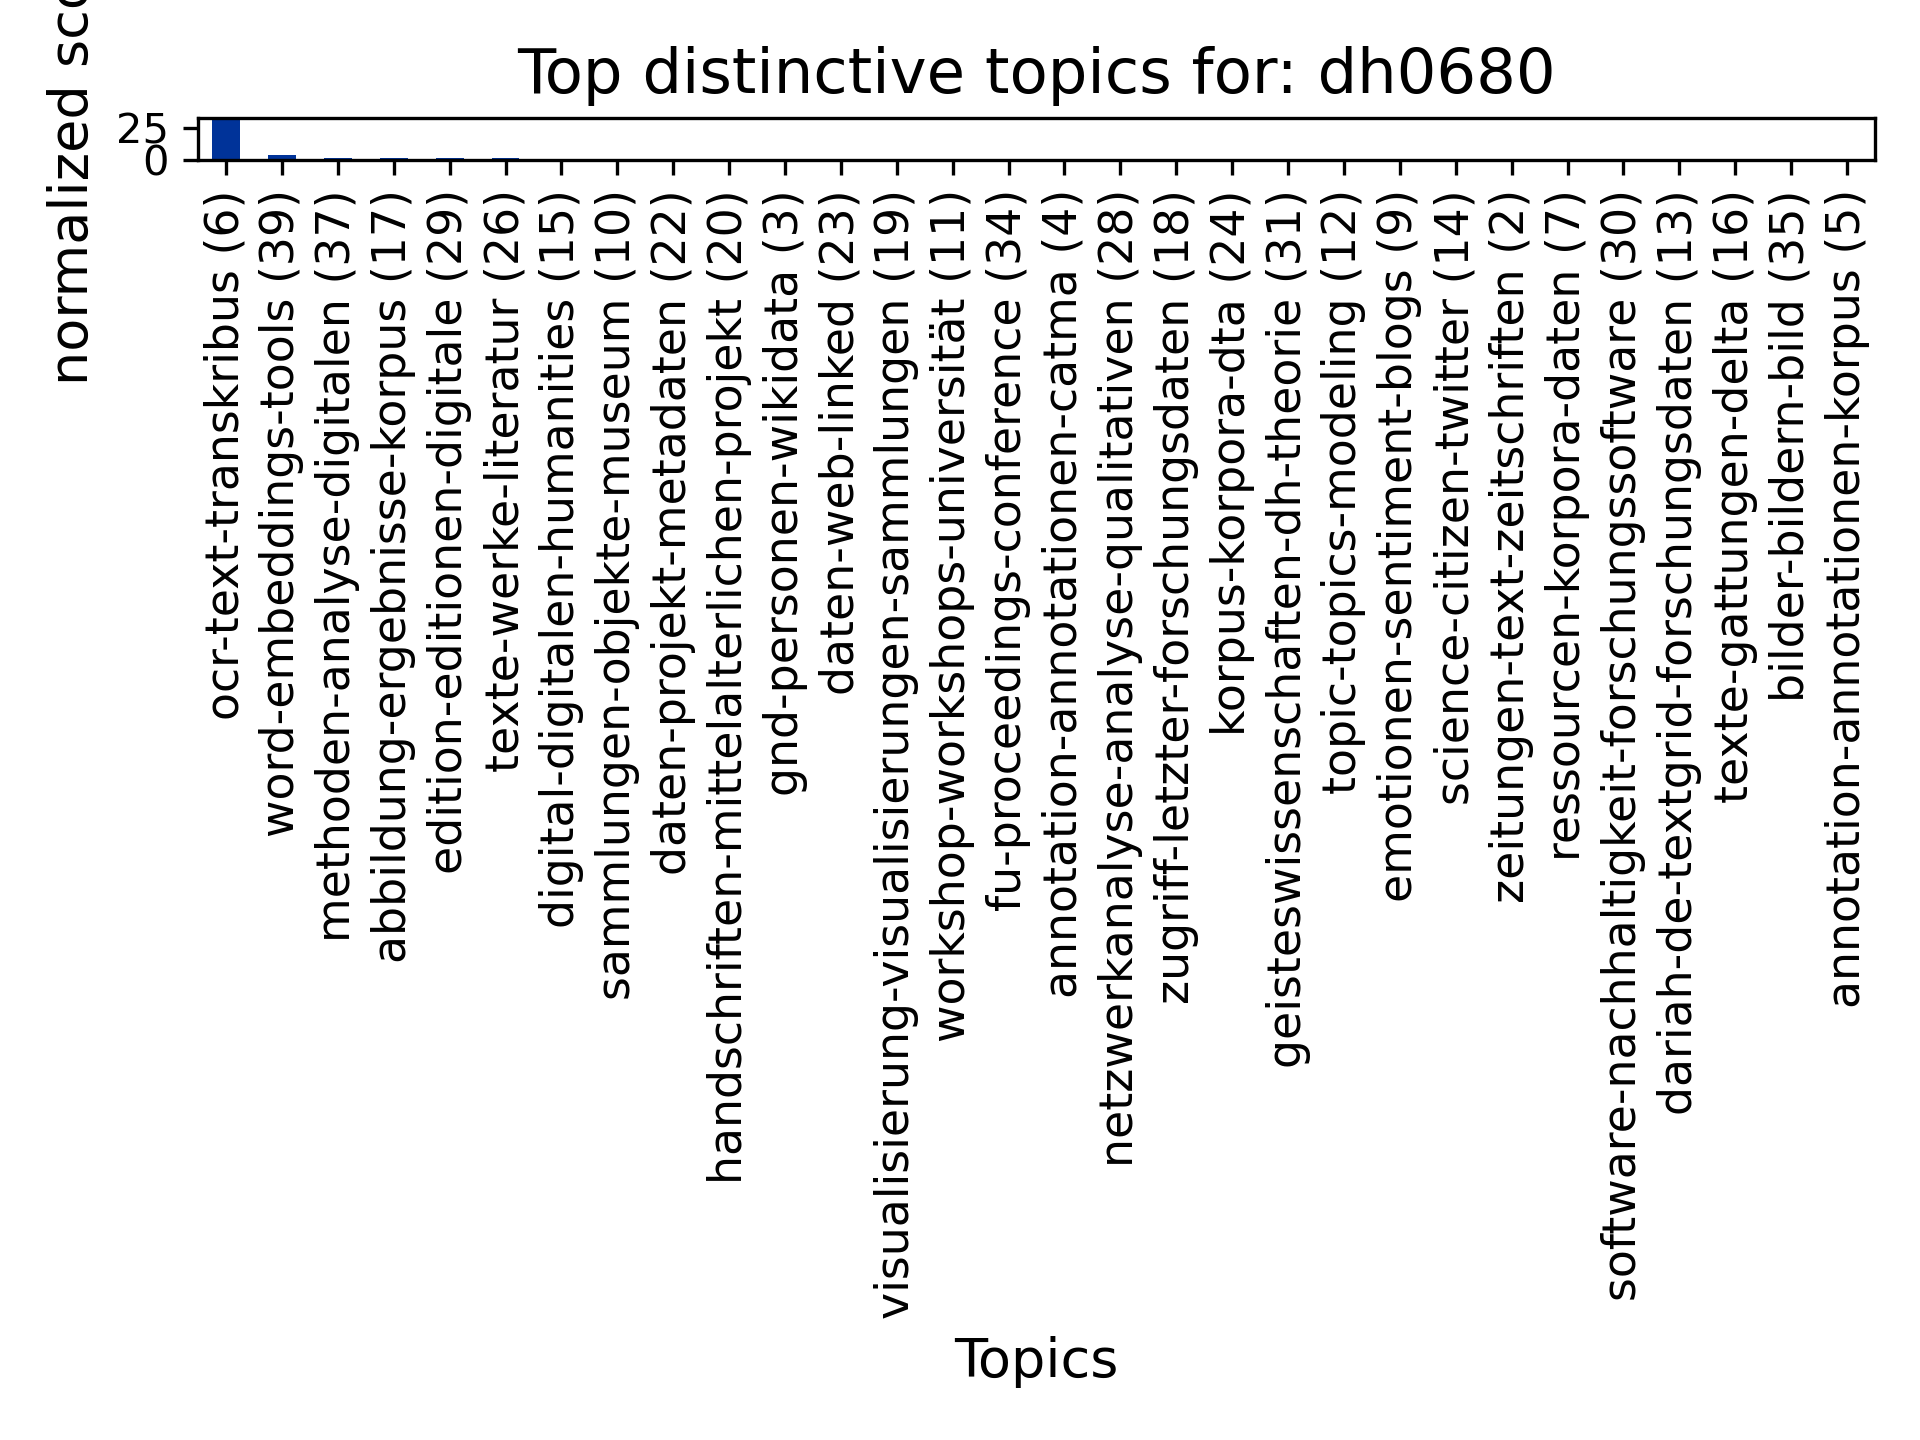 Top distinctive topics for: dh0680
normalized
25
0
ocr-text-transkribus (6)
word-embeddings-tools (39)
methoden-analyse-digitalen (37)
abbildung-ergebnisse-korpus (17)
edition-editionen-digitale (29)
texte-werke-literatur (26)
digital-digitalen-humanities (15)
sammlungen-objekte-museum (10)
daten-projekt-metadaten (22)
handschriften-mittelalterlichen-projekt (20)
gnd-personen-wikidata (3)
daten-web-linked (23)
visualisierung-visualisierungen-sammlungen (19)
workshop-workshops-universität (11)
fu-proceedings-conference (34)
annotation-annotationen-catma (4)
netzwerkanalyse-analyse-qualitativen (28)
zugriff-letzter-forschungsdaten (18)
korpus-korpora-dta (24)
geisteswissenschaften-dh-theorie (31)
topic-topics-modeling (12)
emotionen-sentiment-blogs (9)
science-citizen-twitter (14)
zeitungen-text-zeitschriften (2)
ressourcen-korpora-daten (7)
software-nachhaltigkeit-forschungssoftware (30)
dariah-de-textgrid-forschungsdaten (13)
texte-gattungen-delta (16)
bilder-bildern-bild (35)
annotation-annotationen-korpus (5)
Topics